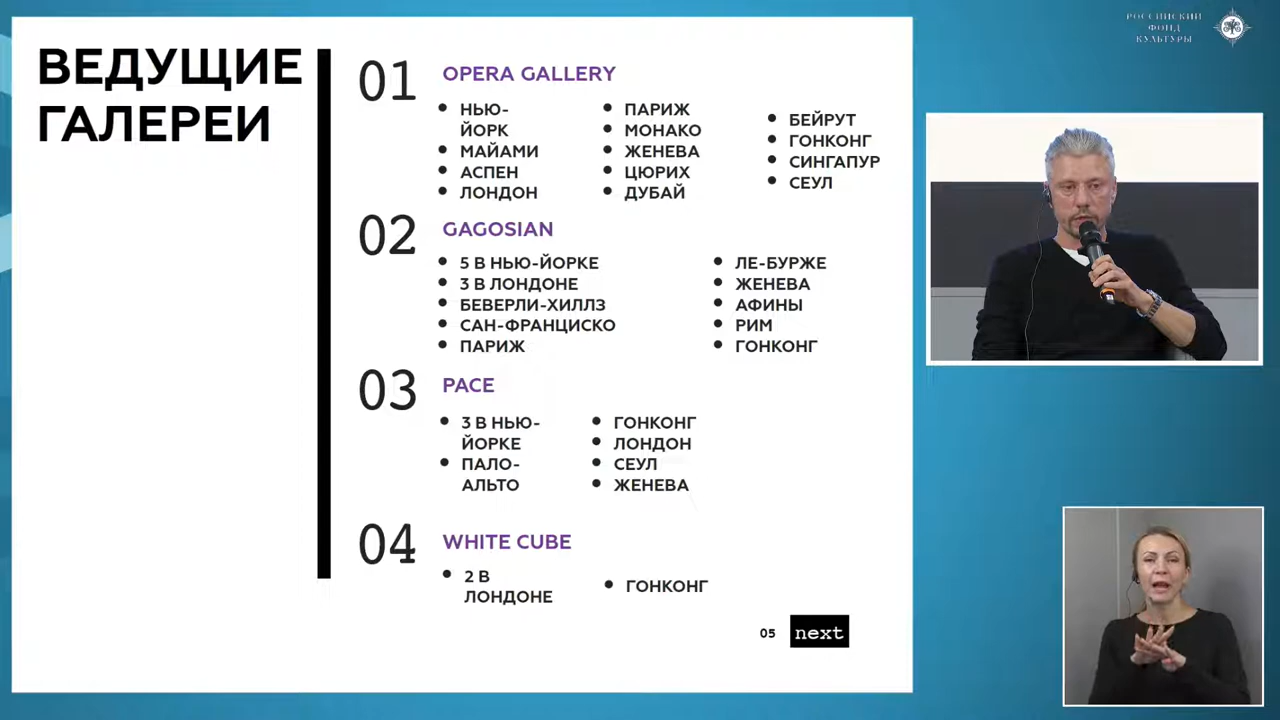 ВЕДУЩИЕ
ГАЛЕРЕИ
01
OPERA GALLERY
НЬЮ-
ЙОРК
МАЙАМИ
АСПЕН
ЛОНДОН
ПАРИЖ
МОНАКО
ЖЕНЕВА
ЦЮРИХ
ДУБАЙ
БЕЙРУТ
ГОНКОНГ
СИНГАПУР
СЕУЛ
02
GAGOSIAN
5 В НЬЮ-ЙОРКЕ
3 В ЛОНДОНЕ
БЕВЕРЛИ-ХИЛЛЗ
САН-ФРАНЦИСКО
ПАРИЖ
ЛЕ-БУРЖЕ
ЖЕНЕВА
АФИНЫ
РИМ
ГОНКОНГ
03
PACE
3 В НЬЮ-
ЙОРКЕ
ПАЛО-
АЛЬТО
ГОНКОНГ
ЛОНДОН
СЕУЛ
ЖЕНЕВА
04
WHITE CUBE
2 В
ЛОНДОНЕ
ГОНКОНГ
05
next
РОССИЙСКИЙ
ФОНД
КУЛЬТУРЫ